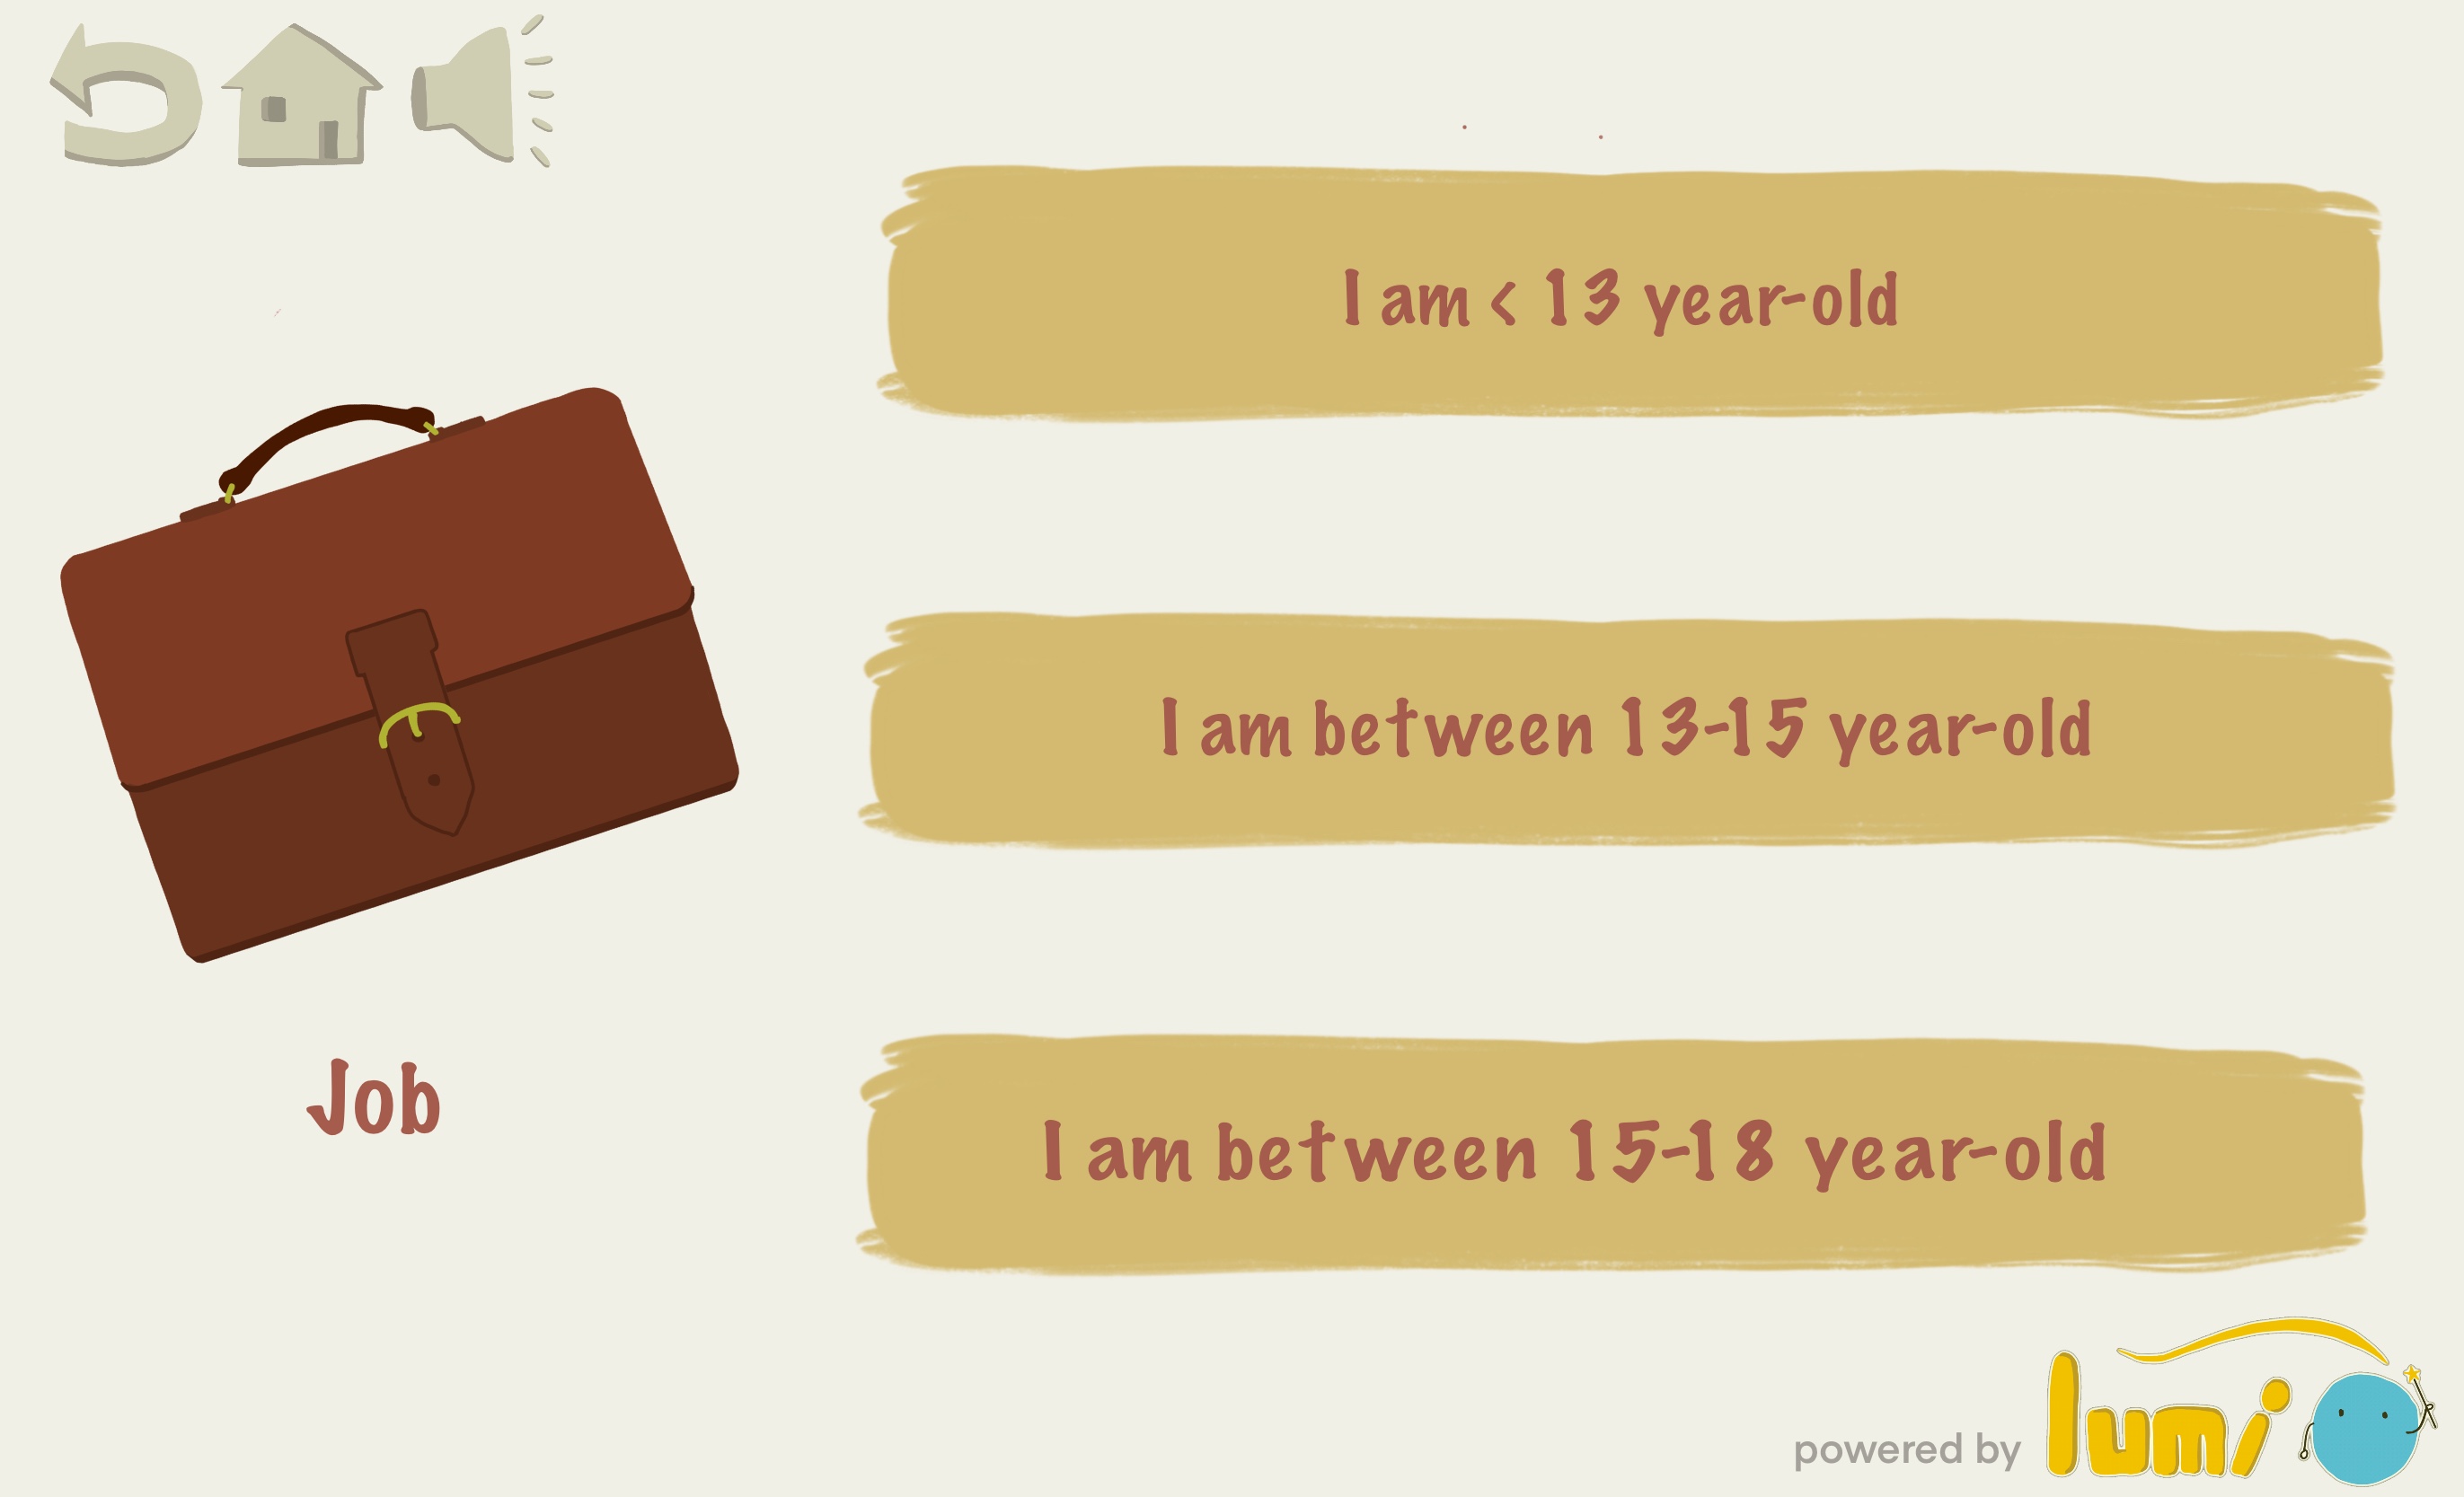 I am < 13 year-old
I am between 13-15 year-old
Job
I am between 15-18 year-old
powered by lumi